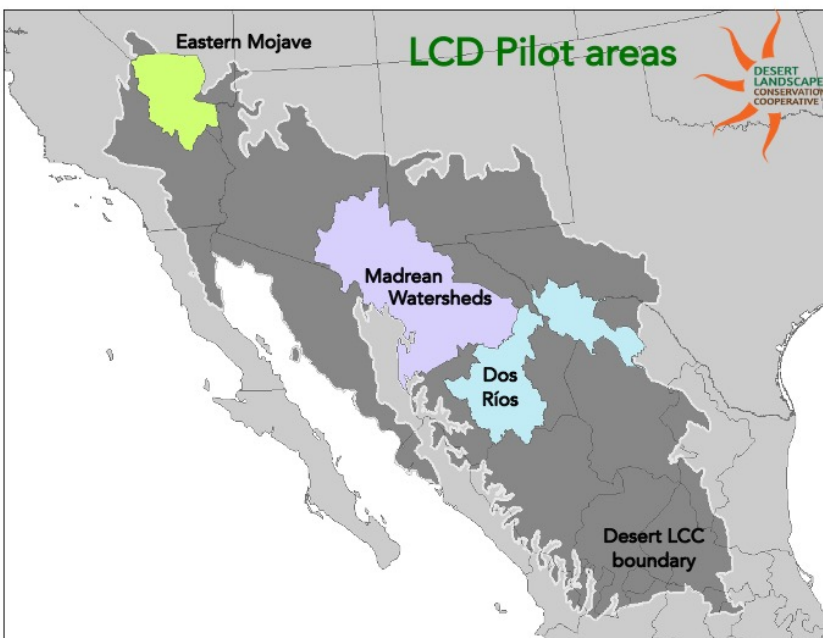 Eastern Mojave
LCD Pilot areas
DESERT
LANDSCAPE
CONSERVATION
COOPERATIVE
Madrean
Watersheds
Dos
Ríos
Desert LCC
boundary